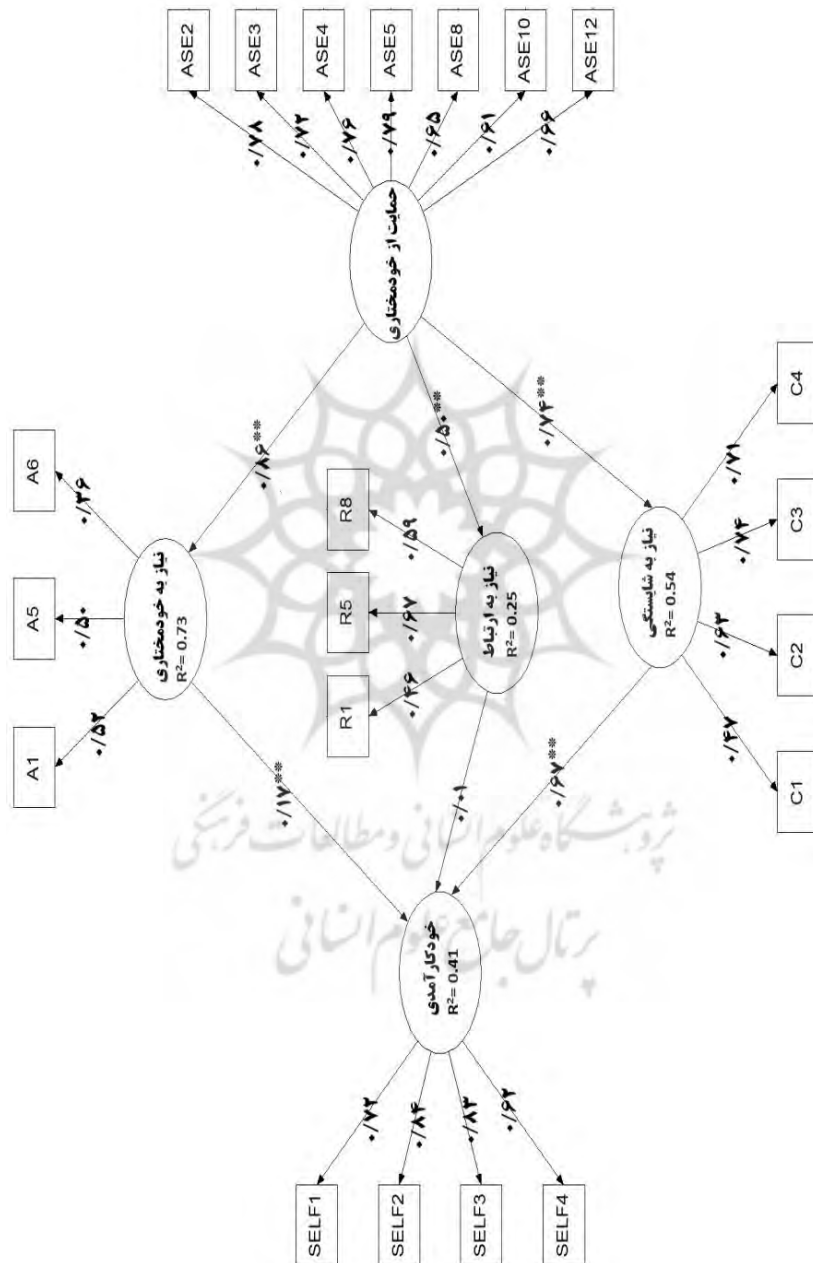 ASE2
ASE3
ASE4
ASE5
ASE8
ASE10
ASE12
۰/۷۸
۰/۷۲
۰/۷۶
۰/۷۹
۰/۶۵
۰/۶۱
۰/۶۶
حمایت از خودمختاری
۰/۸۶**
۰/۵۰**
۰/۷۴**
A6
A5
A1
۰/۳۶
۰/۵۰
۰/۵۲
نیاز به خودمختاری
R²= 0.73
R8
R5
R1
۰/۵۹
۰/۶۷
۰/۴۶
نیاز به ارتباط
R²= 0.25
C4
C3
C2
C1
۰/۷۱
۰/۷۴
۰/۶۳
۰/۴۷
نیاز به شایستگی
R²= 0.54
۰/۱۷**
۰/۰۱
۰/۶۷**
خودکارآمدی
R²= 0.41
۰/۷۲
۰/۸۴
۰/۸۳
۰/۶۲
SELF1
SELF2
SELF3
SELF4
پژوهشگاه علوم انسانی و مطالعات فرهنگی
پرتال جامع علوم انسانی